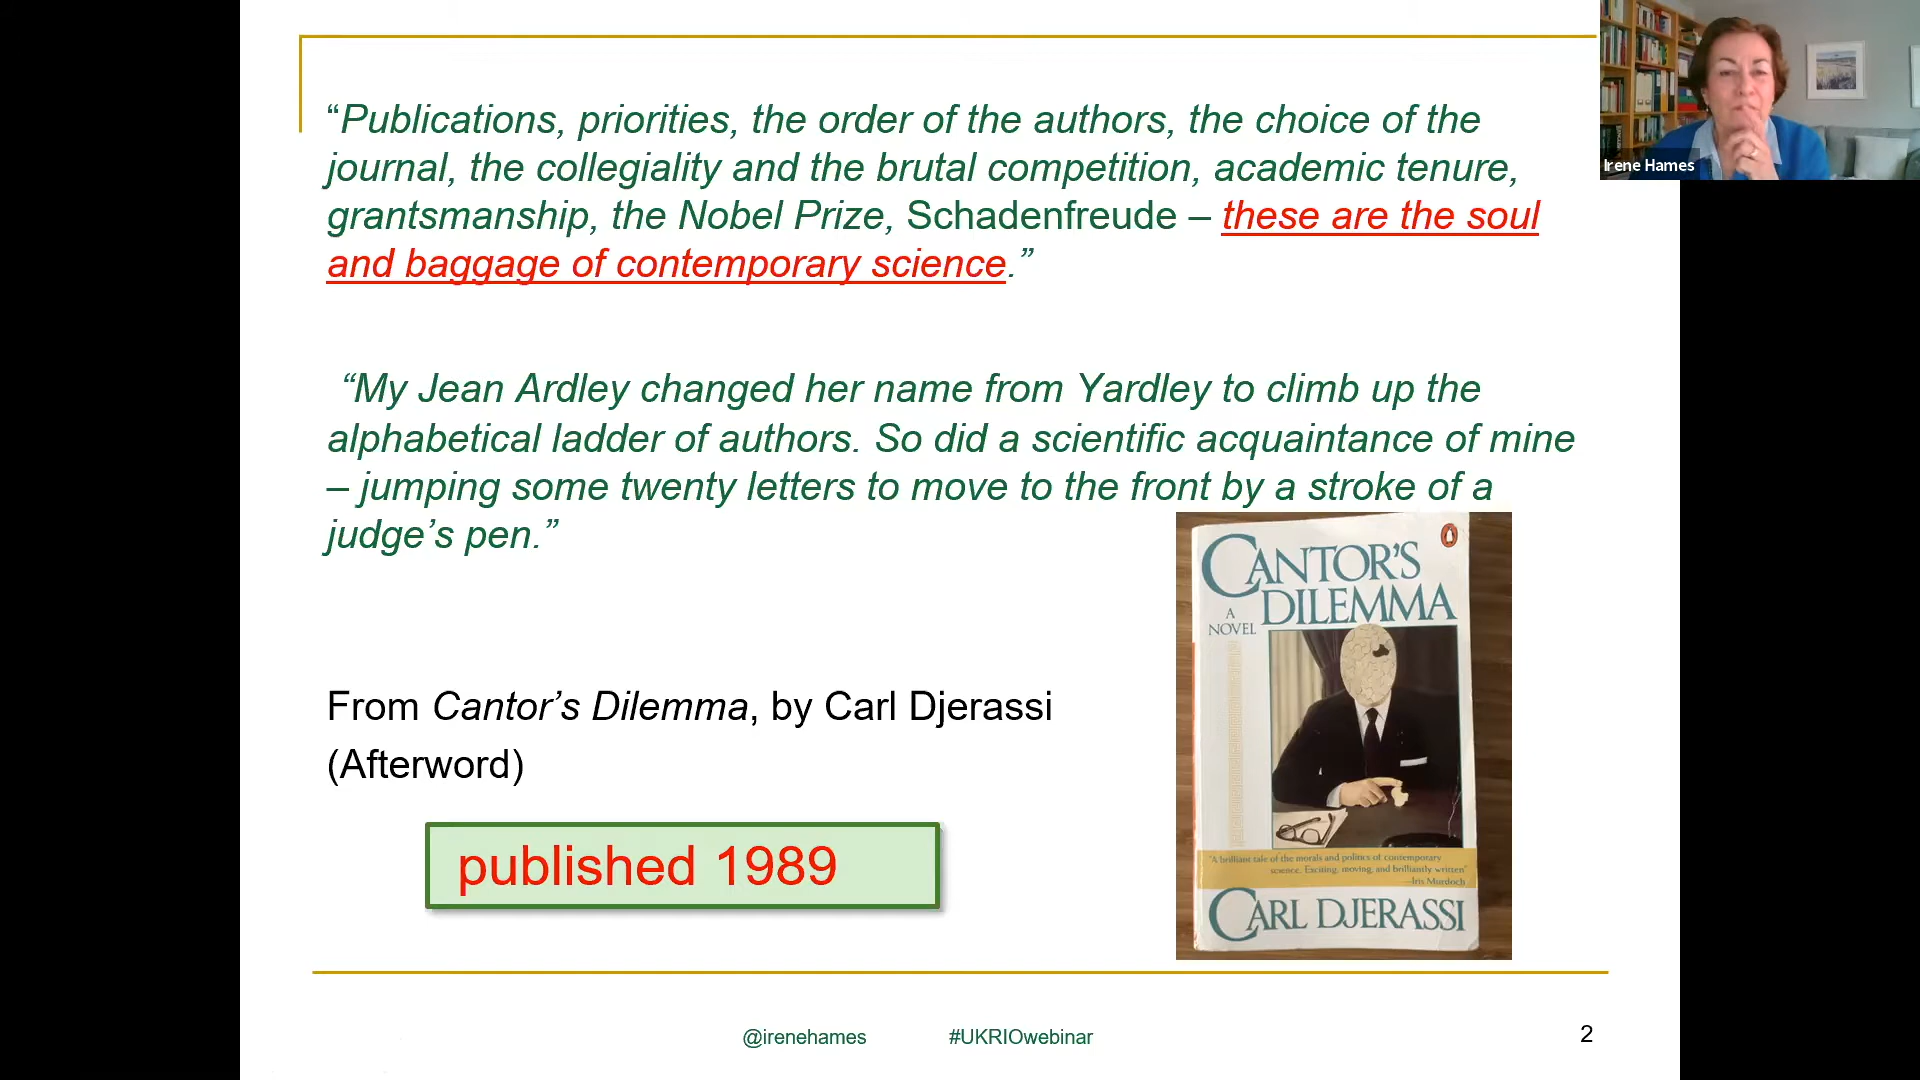 “Publications, priorities, the order of the authors, the choice of the
journal, the collegiality and the brutal competition, academic tenure,
grantsmanship, the Nobel Prize, Schadenfreude – these are the soul
and baggage of contemporary science.”
“My Jean Ardley changed her name from Yardley to climb up the
alphabetical ladder of authors. So did a scientific acquaintance of mine
– jumping some twenty letters to move to the front by a stroke of a
judge’s pen.”
From Cantor’s Dilemma, by Carl Djerassi
(Afterword)
published 1989
CANTOR'S
DILEMMA
A
NOVEL
"A brilliant tale of the morals and politics of contemporary
science. Exciting, moving, and brilliantly written"
—Iris Murdoch
CARL DJERASSI
Irene Hames
@irenehames #UKRIOwebinar
2